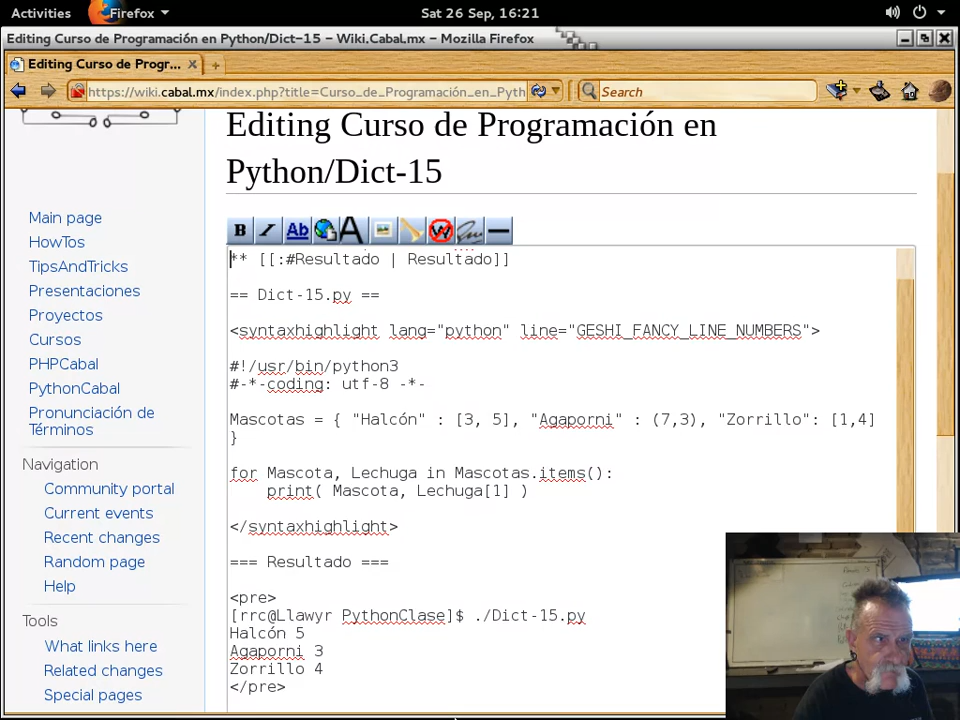 Activities Firefox Sat 26 Sep, 16:21
Editing Curso de Programación en Python/Dict-15 - Wiki.Cabal.mx - Mozilla Firefox
Editing Curso de Progr...
https://wiki.cabal.mx/index.php?title=Curso_de_Programación_en_Pyth Search
Editing Curso de Programación en
Python/Dict-15
B I Ab A W
** [[:#Resultado | Resultado]]
== Dict-15.py ==
<syntaxhighlight lang="python" line="GESHI_FANCY_LINE_NUMBERS">
#!/usr/bin/python3
#-*-coding: utf-8 -*-
Mascotas = { "Halcón" : [3, 5], "Agaporni" : (7,3), "Zorrillo": [1,4]
}
for Mascota, Lechuga in Mascotas.items():
print( Mascota, Lechuga[1] )
</syntaxhighlight>
=== Resultado ===
<pre>
[rrc@Llawyr PythonClase]$ ./Dict-15.py
Halcón 5
Agaporni 3
Zorrillo 4
</pre>
Main page
HowTos
TipsAndTricks
Presentaciones
Proyectos
Cursos
PHPCabal
PythonCabal
Pronunciación de
Términos
Navigation
Community portal
Current events
Recent changes
Random page
Help
Tools
What links here
Related changes
Special pages